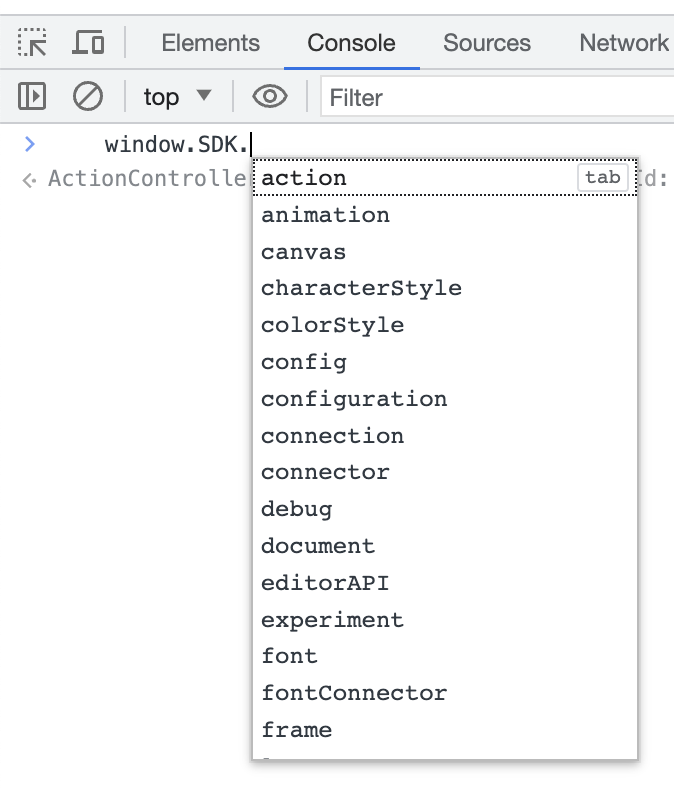 Elements Console Sources Network
top Filter
window.SDK.
ActionControlle d:
action tab
animation
canvas
characterStyle
colorStyle
config
configuration
connection
connector
debug
document
editorAPI
experiment
font
fontConnector
frame